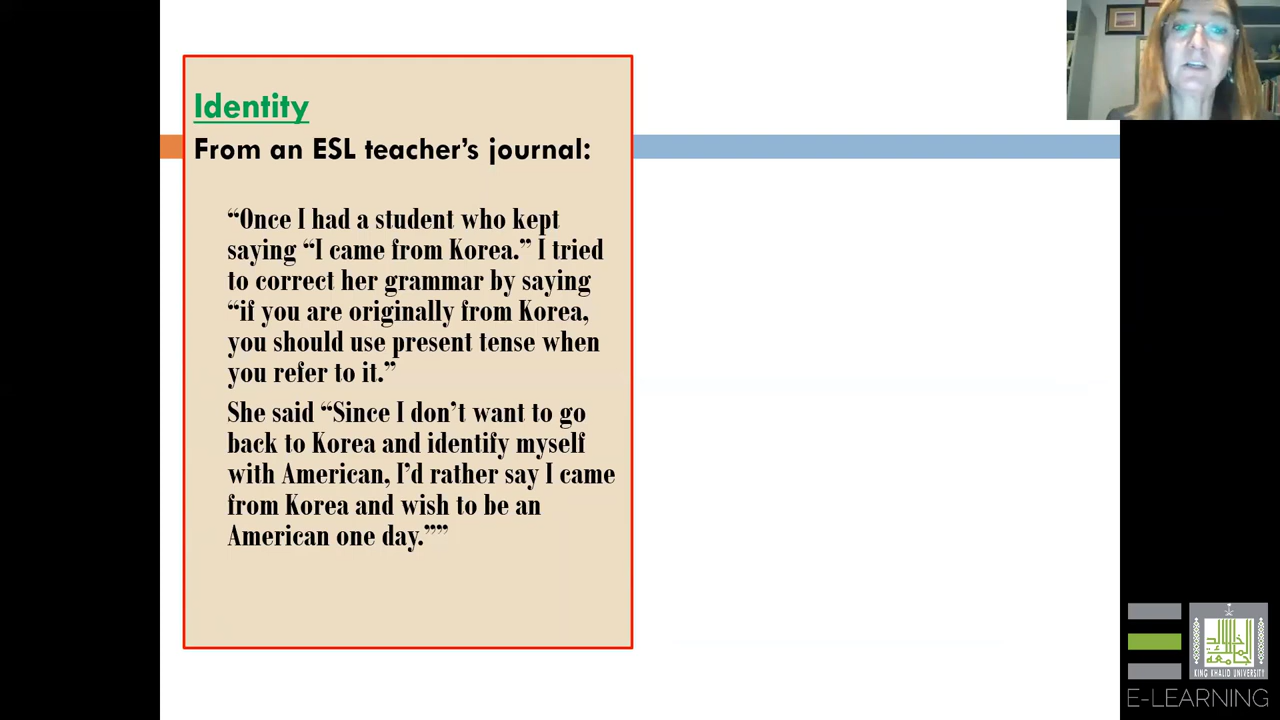 Identity
From an ESL teacher’s journal:
“Once I had a student who kept
saying “I came from Korea.” I tried
to correct her grammar by saying
“if you are originally from Korea,
you should use present tense when
you refer to it.”
She said “Since I don’t want to go
back to Korea and identify myself
with American, I’d rather say I came
from Korea and wish to be an
American one day.””
KING KHALID UNIVERSITY
E-LEARNING